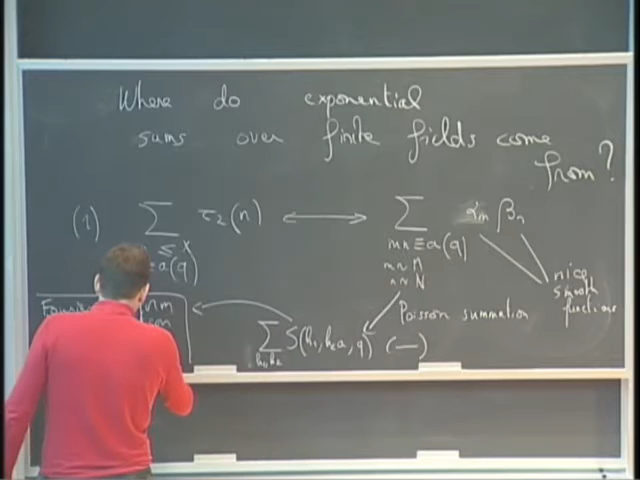 Where do exponential
sums over finite fields come
from?
(1) ∑ τ₂(n) ⟷ ∑ αₘ βₙ
≤ x
≡ a(q)
mn ≡ a(q)
m~M
n~N
nice
smooth
functions
Poisson summation
∑ S(h₁, h₂a, q) (—)
h₁,h₂